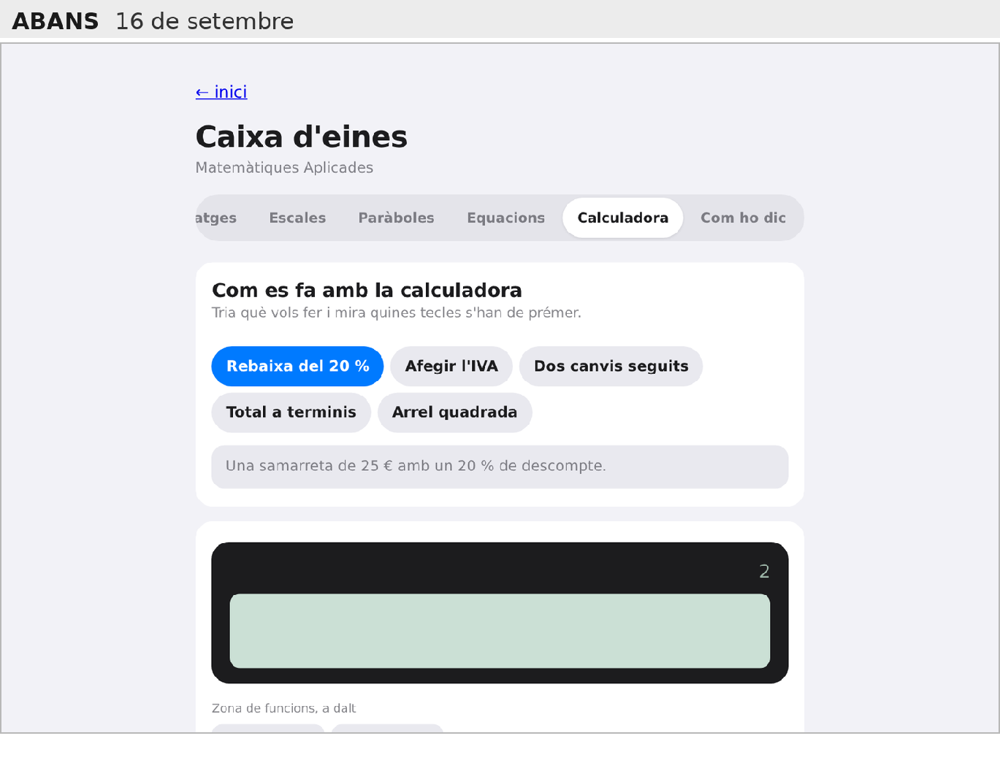 ABANS 16 de setembre
← inici
Caixa d'eines
Matemàtiques Aplicades
atges Escales Paràboles Equacions Calculadora Com ho dic
Com es fa amb la calculadora
Tria què vols fer i mira quines tecles s'han de prémer.
Rebaixa del 20 % Afegir l'IVA Dos canvis seguits
Total a terminis Arrel quadrada
Una samarreta de 25 € amb un 20 % de descompte.
2
Zona de funcions, a dalt